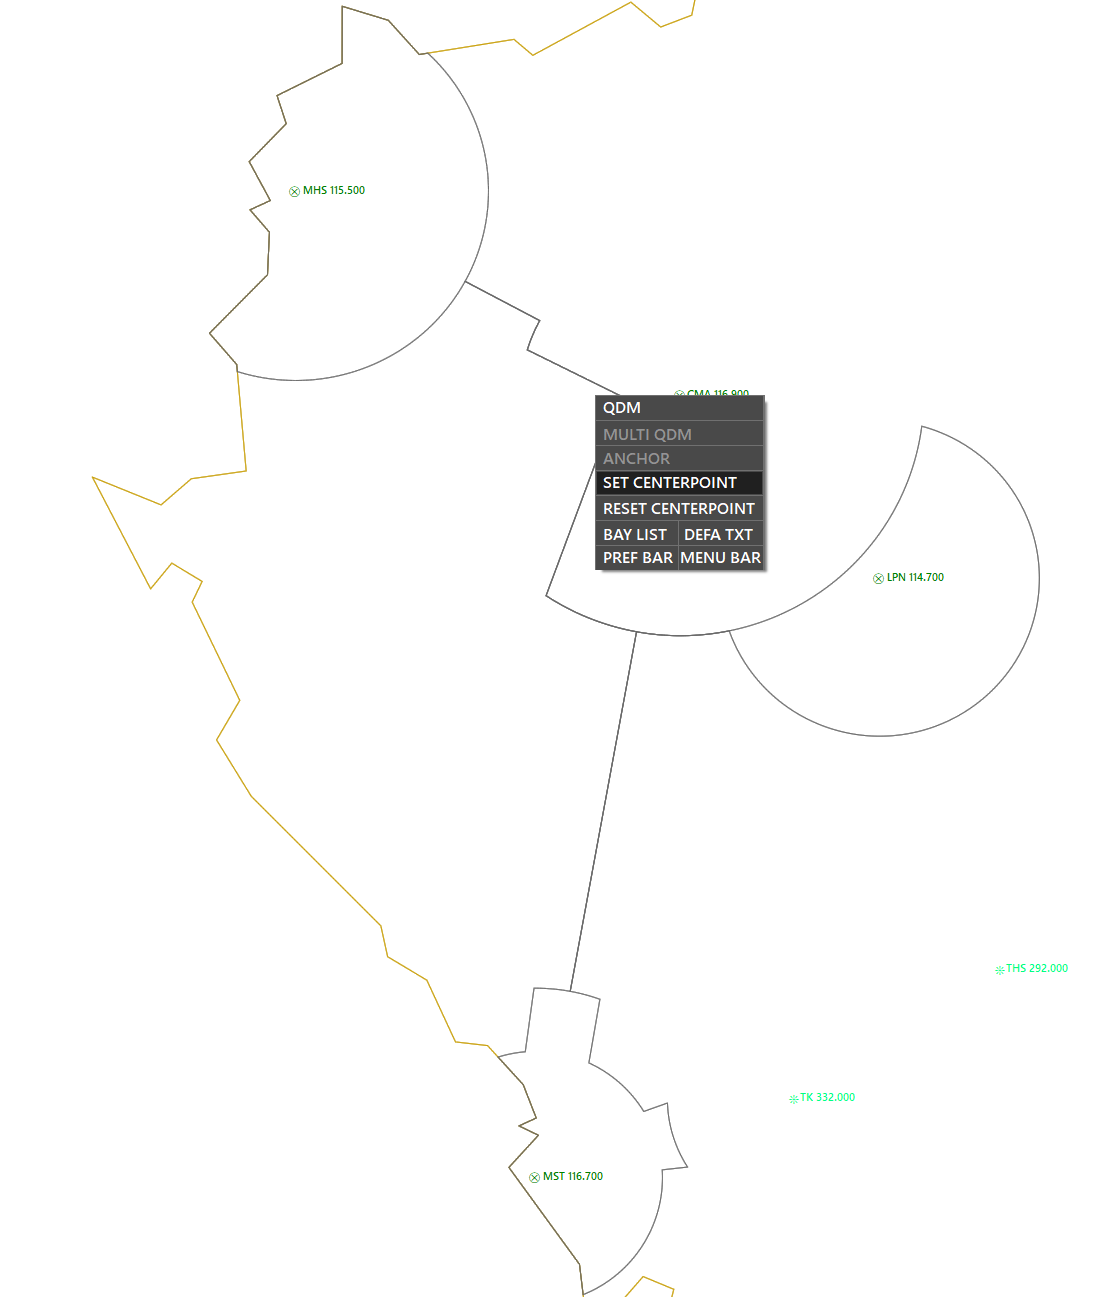 MHS 115.500
CMA 116.900
QDM
MULTI QDM
ANCHOR
SET CENTERPOINT
RESET CENTERPOINT
BAY LIST DEFA TXT
PREF BAR MENU BAR
LPN 114.700
THS 292.000
TK 332.000
MST 116.700